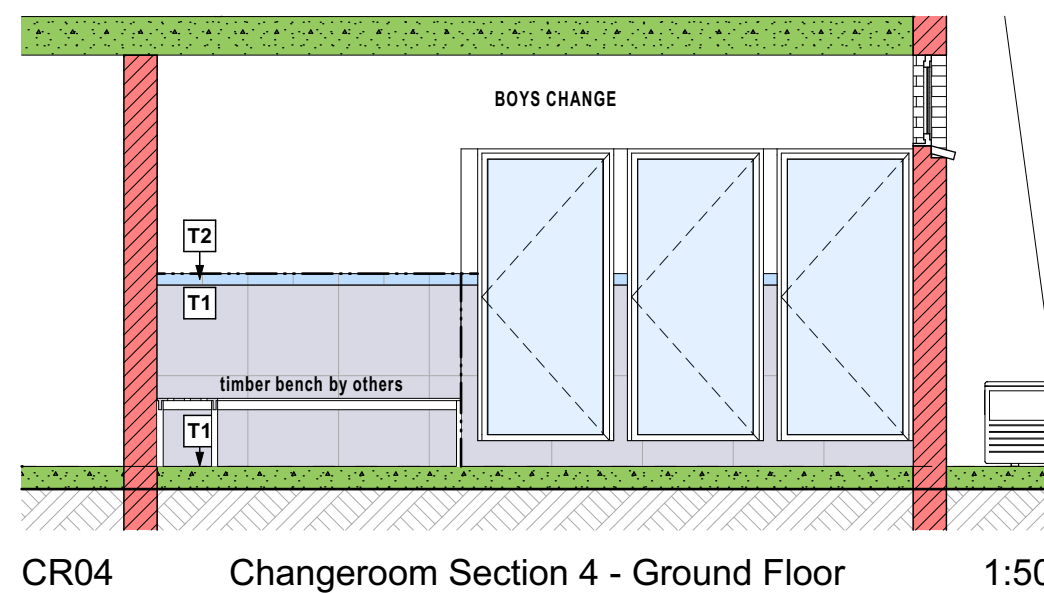 BOYS CHANGE
T2
T1
timber bench by others
T1
CR04 Changeroom Section 4 - Ground Floor 1:50